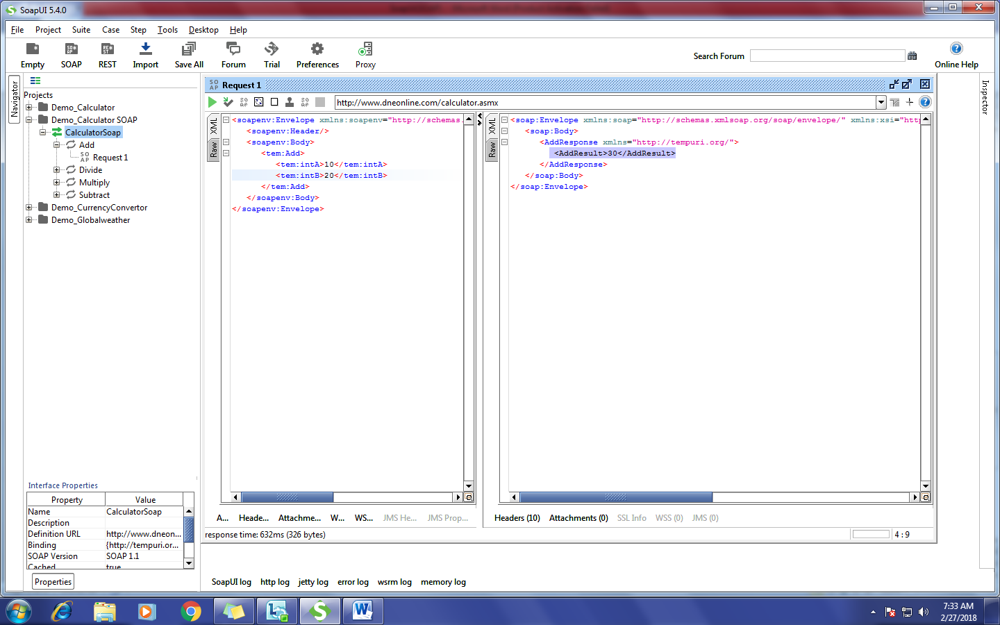 SoapUI 5.4.0
File Project Suite Case Step Tools Desktop Help
Empty SOAP REST Import Save All Forum Trial Preferences Proxy
Search Forum
Online Help
Navigator
Projects
Demo_Calculator
Demo_Calculator SOAP
CalculatorSoap
Add
Request 1
Divide
Multiply
Subtract
Demo_CurrencyConvertor
Demo_Globalweather
Interface Properties
Property Value
Name CalculatorSoap
Description
Definition URL http://www.dneon...
Binding {http://tempuri.or...
SOAP Version SOAP 1.1
Cached true
Properties
Request 1
http://www.dneonline.com/calculator.asmx
XML
Raw
<soapenv:Envelope xmlns:soapenv="http://schemas.
<soapenv:Header/>
<soapenv:Body>
<tem:Add>
<tem:intA>10</tem:intA>
<tem:intB>20</tem:intB>
</tem:Add>
</soapenv:Body>
</soapenv:Envelope>
A... Heade... Attachme... W... WS... JMS He... JMS Prop...
XML
Raw
<soap:Envelope xmlns:soap="http://schemas.xmlsoap.org/soap/envelope/" xmlns:xsi="http
<soap:Body>
<AddResponse xmlns="http://tempuri.org/">
<AddResult>30</AddResult>
</AddResponse>
</soap:Body>
</soap:Envelope>
Headers (10) Attachments (0) SSL Info WSS (0) JMS (0)
response time: 632ms (326 bytes)
4 : 9
Inspector
SoapUI log http log jetty log error log wsrm log memory log
7:33 AM
2/27/2018